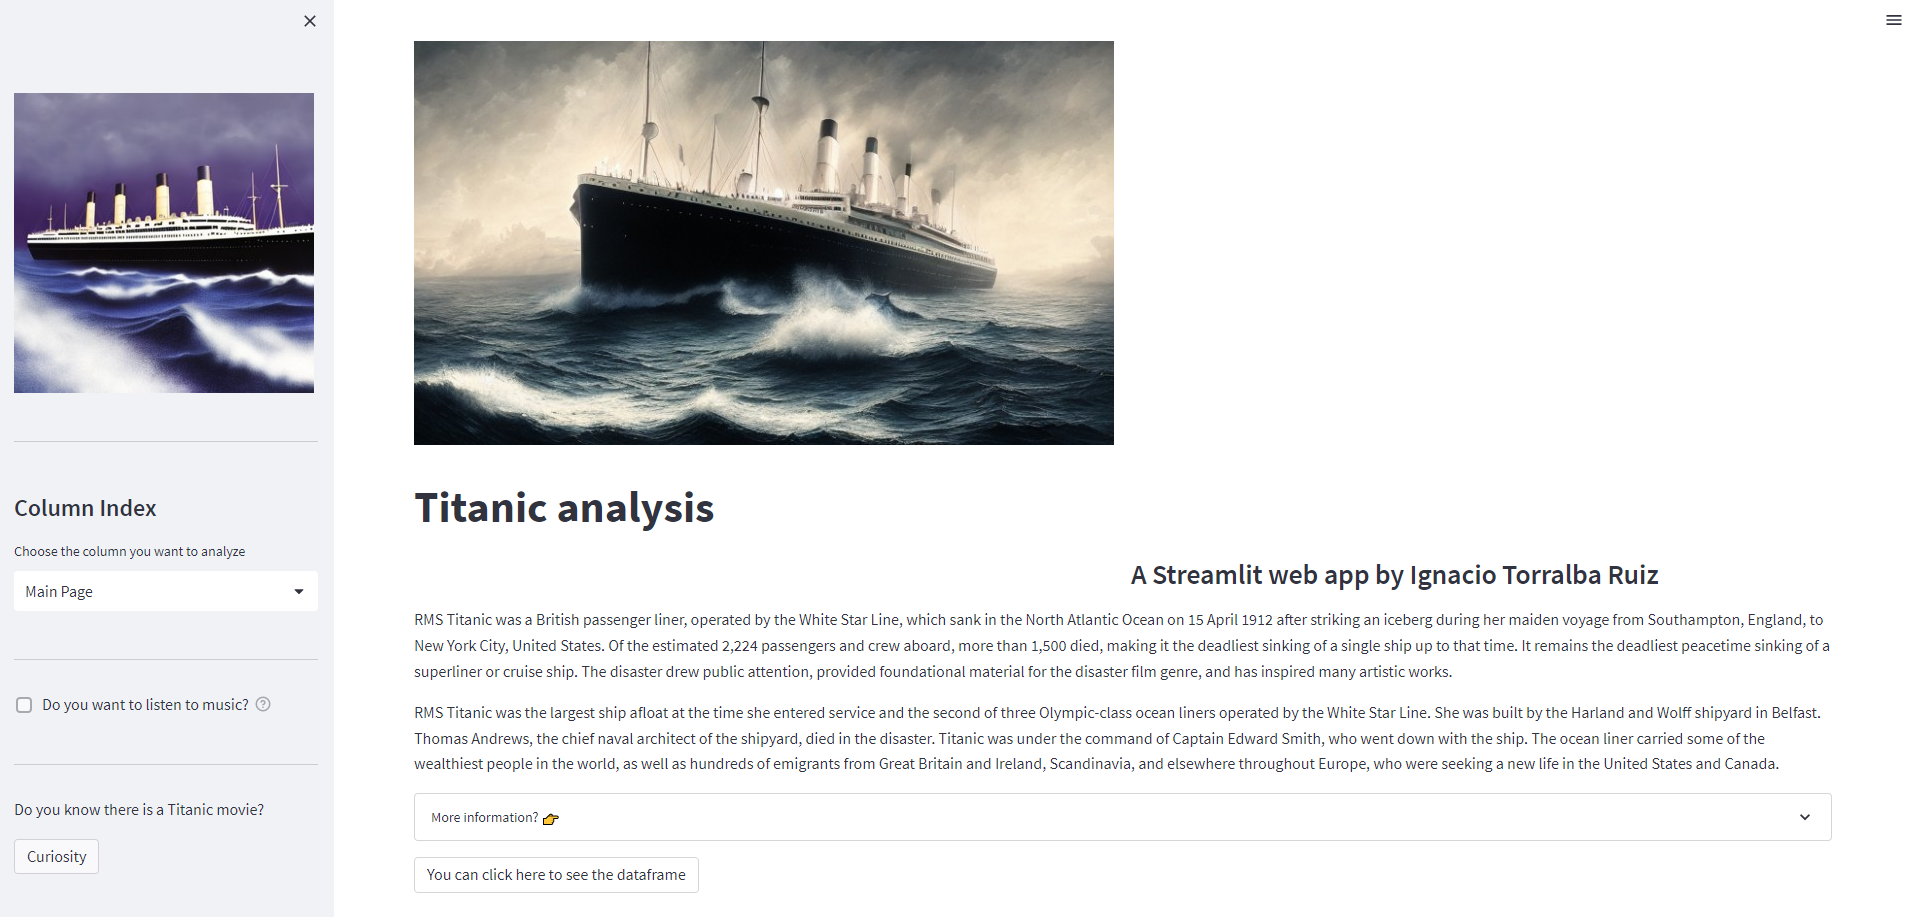 Column Index
Choose the column you want to analyze
Main Page
Do you want to listen to music?
Do you know there is a Titanic movie?
Curiosity
Titanic analysis
A Streamlit web app by Ignacio Torralba Ruiz
RMS Titanic was a British passenger liner, operated by the White Star Line, which sank in the North Atlantic Ocean on 15 April 1912 after striking an iceberg during her maiden voyage from Southampton, England, to
New York City, United States. Of the estimated 2,224 passengers and crew aboard, more than 1,500 died, making it the deadliest sinking of a single ship up to that time. It remains the deadliest peacetime sinking of a
superliner or cruise ship. The disaster drew public attention, provided foundational material for the disaster film genre, and has inspired many artistic works.
RMS Titanic was the largest ship afloat at the time she entered service and the second of three Olympic-class ocean liners operated by the White Star Line. She was built by the Harland and Wolff shipyard in Belfast.
Thomas Andrews, the chief naval architect of the shipyard, died in the disaster. Titanic was under the command of Captain Edward Smith, who went down with the ship. The ocean liner carried some of the
wealthiest people in the world, as well as hundreds of emigrants from Great Britain and Ireland, Scandinavia, and elsewhere throughout Europe, who were seeking a new life in the United States and Canada.
More information? 👉
You can click here to see the dataframe